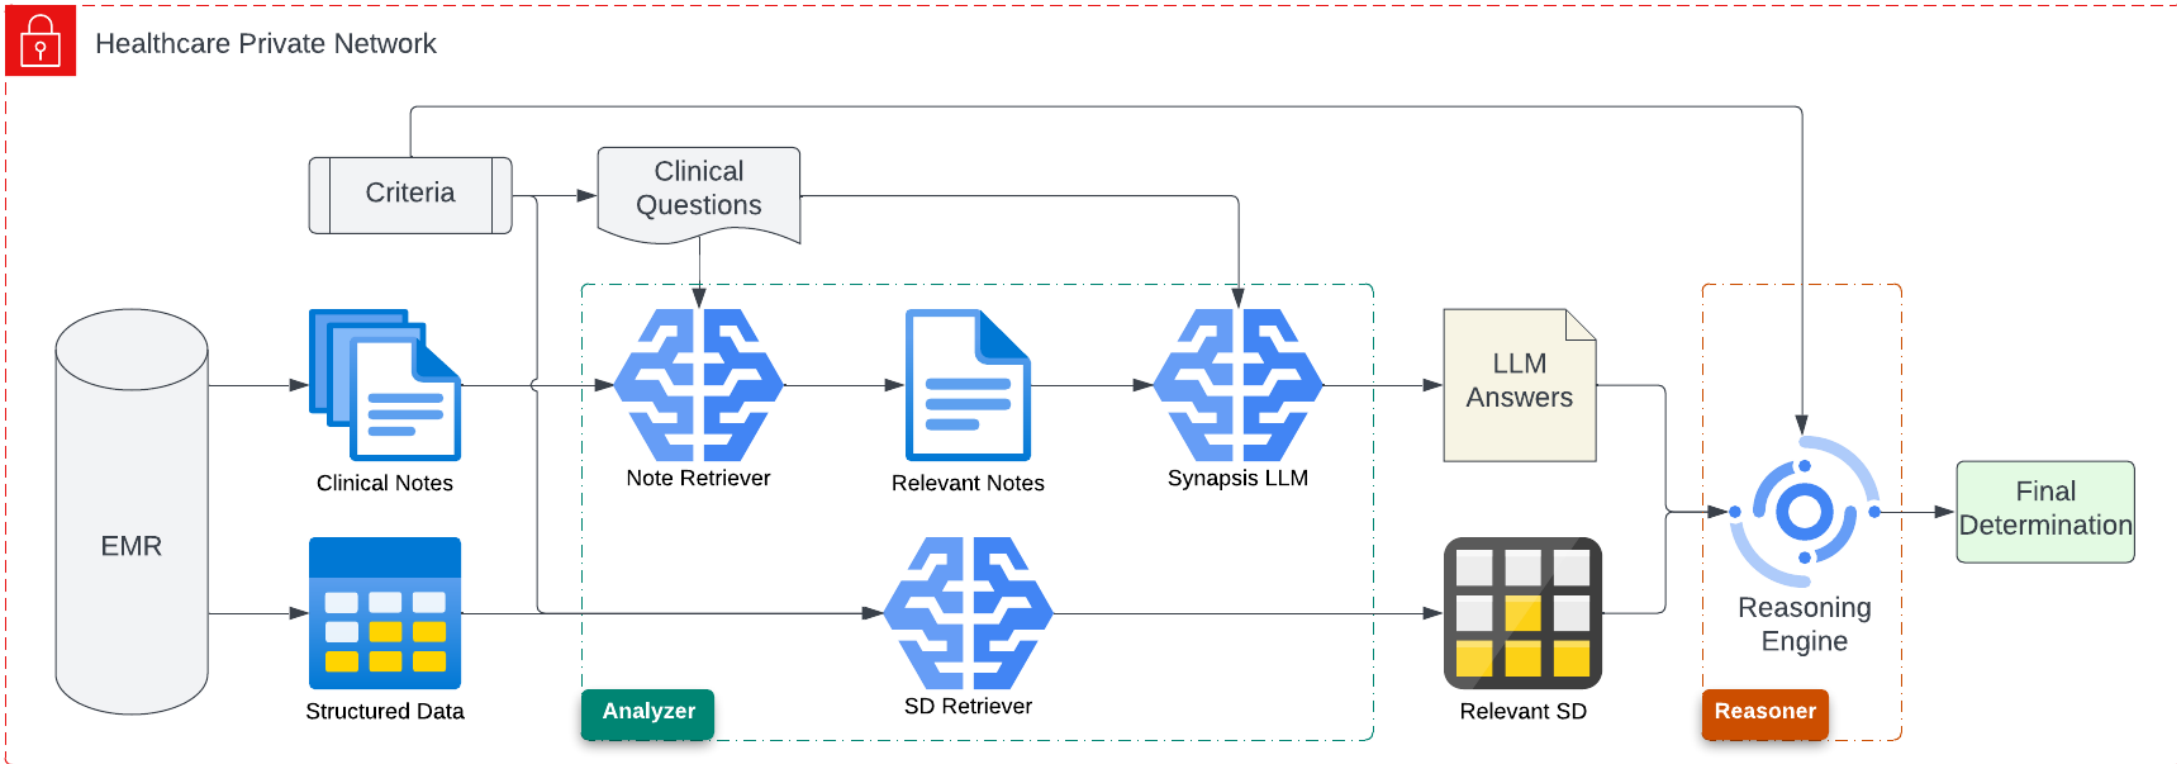 Healthcare Private Network
Criteria
Clinical
Questions
EMR
Clinical Notes
Note Retriever
Relevant Notes
Synapsis LLM
LLM
Answers
Structured Data
SD Retriever
Relevant SD
Reasoning
Engine
Final
Determination
Analyzer
Reasoner